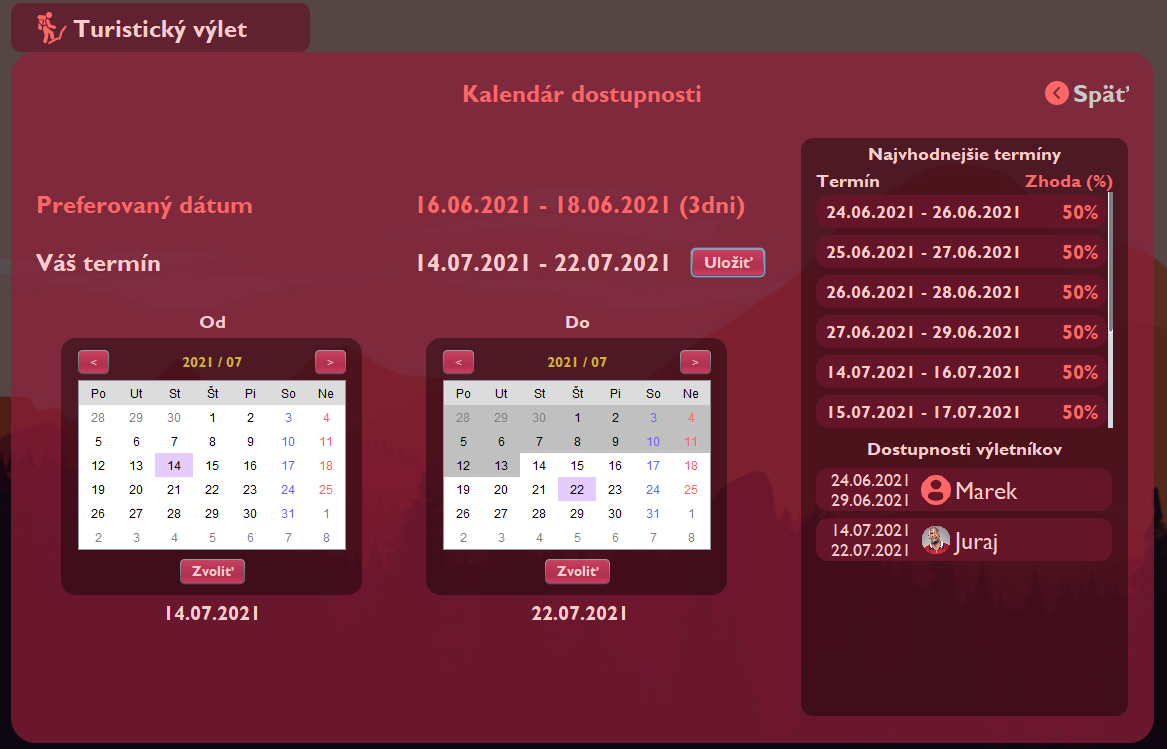 Turistický výlet
Kalendár dostupnosti
Späť
Preferovaný dátum 16.06.2021 - 18.06.2021 (3dni)
Váš termín 14.07.2021 - 22.07.2021 Uložiť
Od
< 2021 / 07 >
Po Ut St Št Pi So Ne
28 29 30 1 2 3 4
5 6 7 8 9 10 11
12 13 14 15 16 17 18
19 20 21 22 23 24 25
26 27 28 29 30 31 1
2 3 4 5 6 7 8
Zvoliť
14.07.2021
Do
< 2021 / 07 >
Po Ut St Št Pi So Ne
28 29 30 1 2 3 4
5 6 7 8 9 10 11
12 13 14 15 16 17 18
19 20 21 22 23 24 25
26 27 28 29 30 31 1
2 3 4 5 6 7 8
Zvoliť
22.07.2021
Najvhodnejšie termíny
Termín Zhoda (%)
24.06.2021 - 26.06.2021 50%
25.06.2021 - 27.06.2021 50%
26.06.2021 - 28.06.2021 50%
27.06.2021 - 29.06.2021 50%
14.07.2021 - 16.07.2021 50%
15.07.2021 - 17.07.2021 50%
Dostupnosti výletníkov
24.06.2021
29.06.2021
Marek
14.07.2021
22.07.2021
Juraj